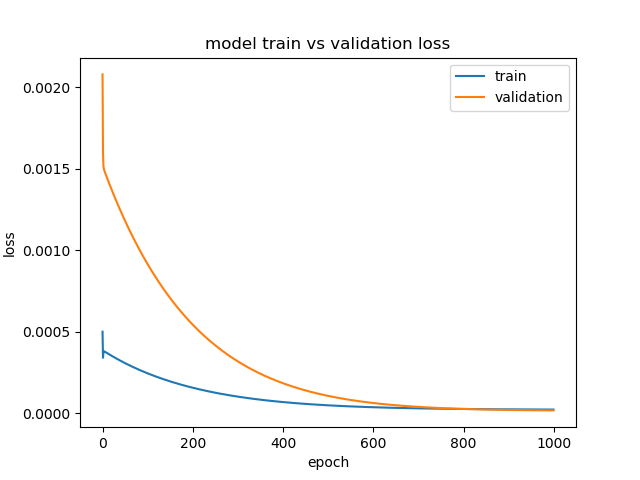 model train vs validation loss
train
validation
0.0020
0.0015
0.0010
0.0005
0.0000
loss
0 200 400 600 800 1000
epoch